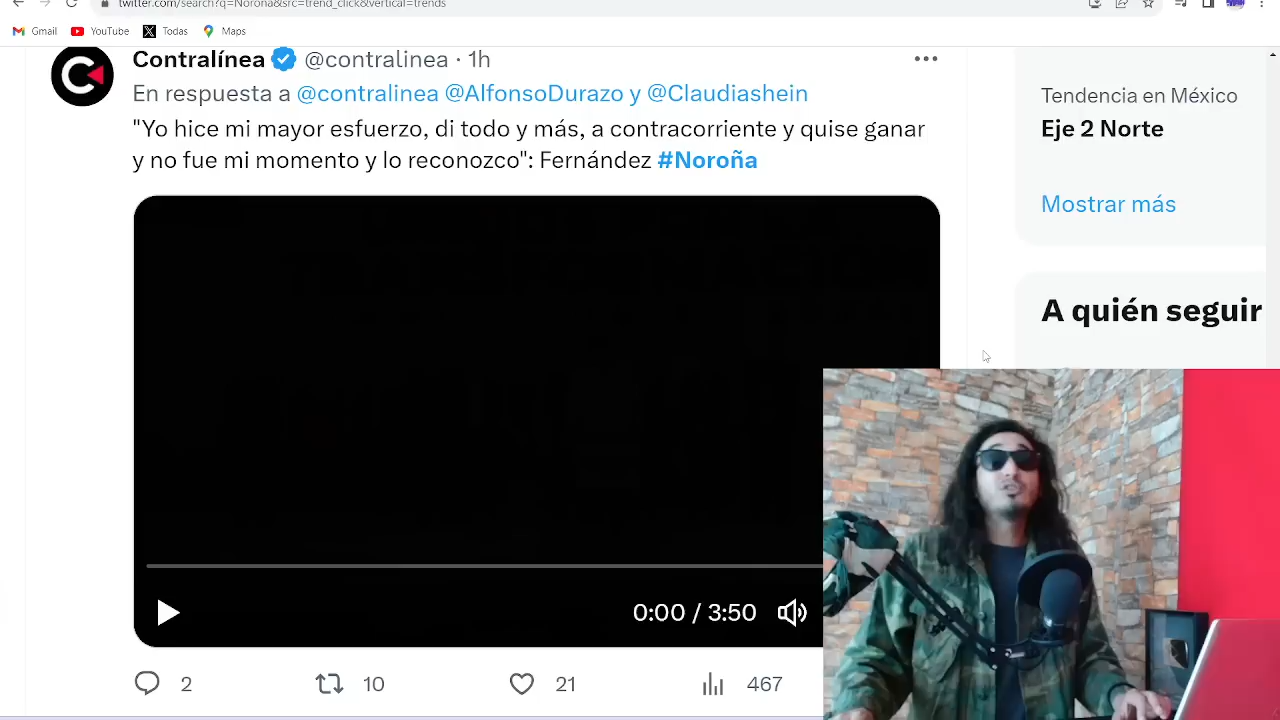 twitter.com/search?q=Noroña&src=trend_click&vertical=trends
Gmail YouTube Todas Maps
Contralínea @contralinea · 1h
En respuesta a @contralinea @AlfonsoDurazo y @Claudiashein
"Yo hice mi mayor esfuerzo, di todo y más, a contracorriente y quise ganar
y no fue mi momento y lo reconozco": Fernández #Noroña
0:00 / 3:50
2 10 21 467
Tendencia en México
Eje 2 Norte
Mostrar más
A quién seguir